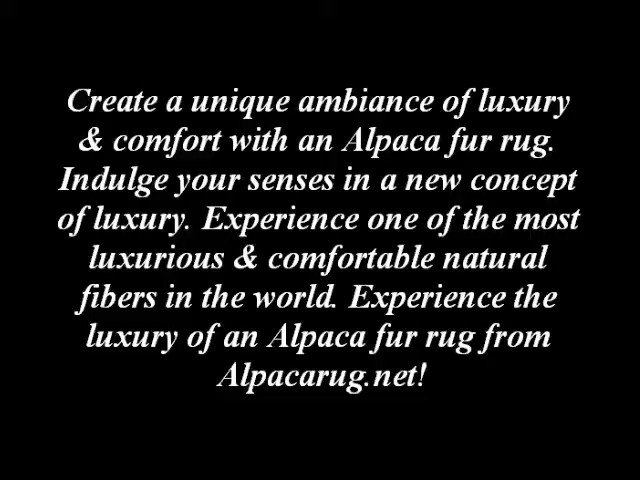 Create a unique ambiance of luxury
& comfort with an Alpaca fur rug.
Indulge your senses in a new concept
of luxury. Experience one of the most
luxurious & comfortable natural
fibers in the world. Experience the
luxury of an Alpaca fur rug from
Alpacarug.net!